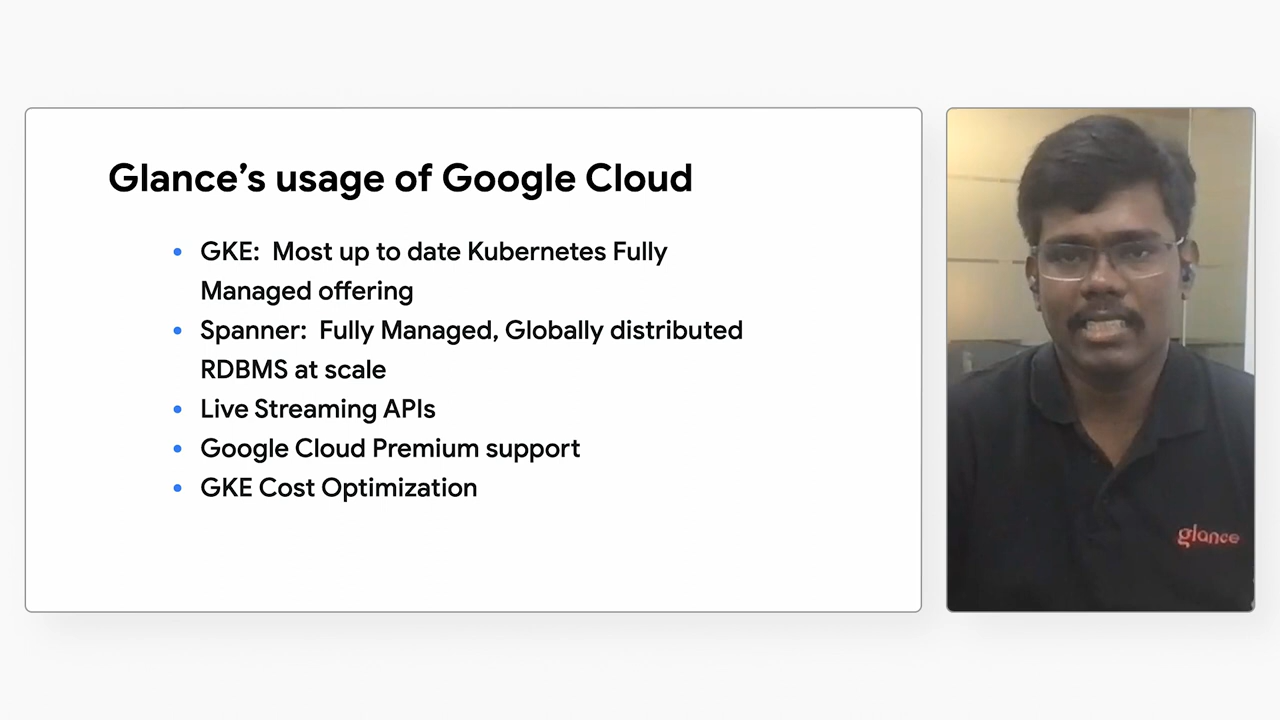 Glance’s usage of Google Cloud
• GKE:  Most up to date Kubernetes Fully
Managed offering
• Spanner:  Fully Managed, Globally distributed
RDBMS at scale
• Live Streaming APIs
• Google Cloud Premium support
• GKE Cost Optimization
glance